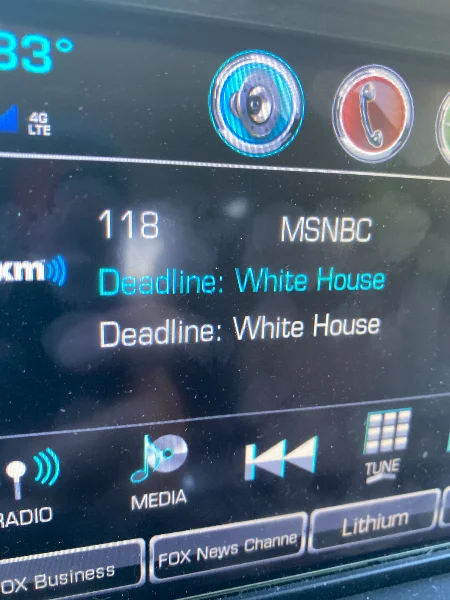 83°
4G
LTE
118 MSNBC
xm
Deadline: White House
Deadline: White House
RADIO
MEDIA
TUNE
OX Business
FOX News Channe
Lithium